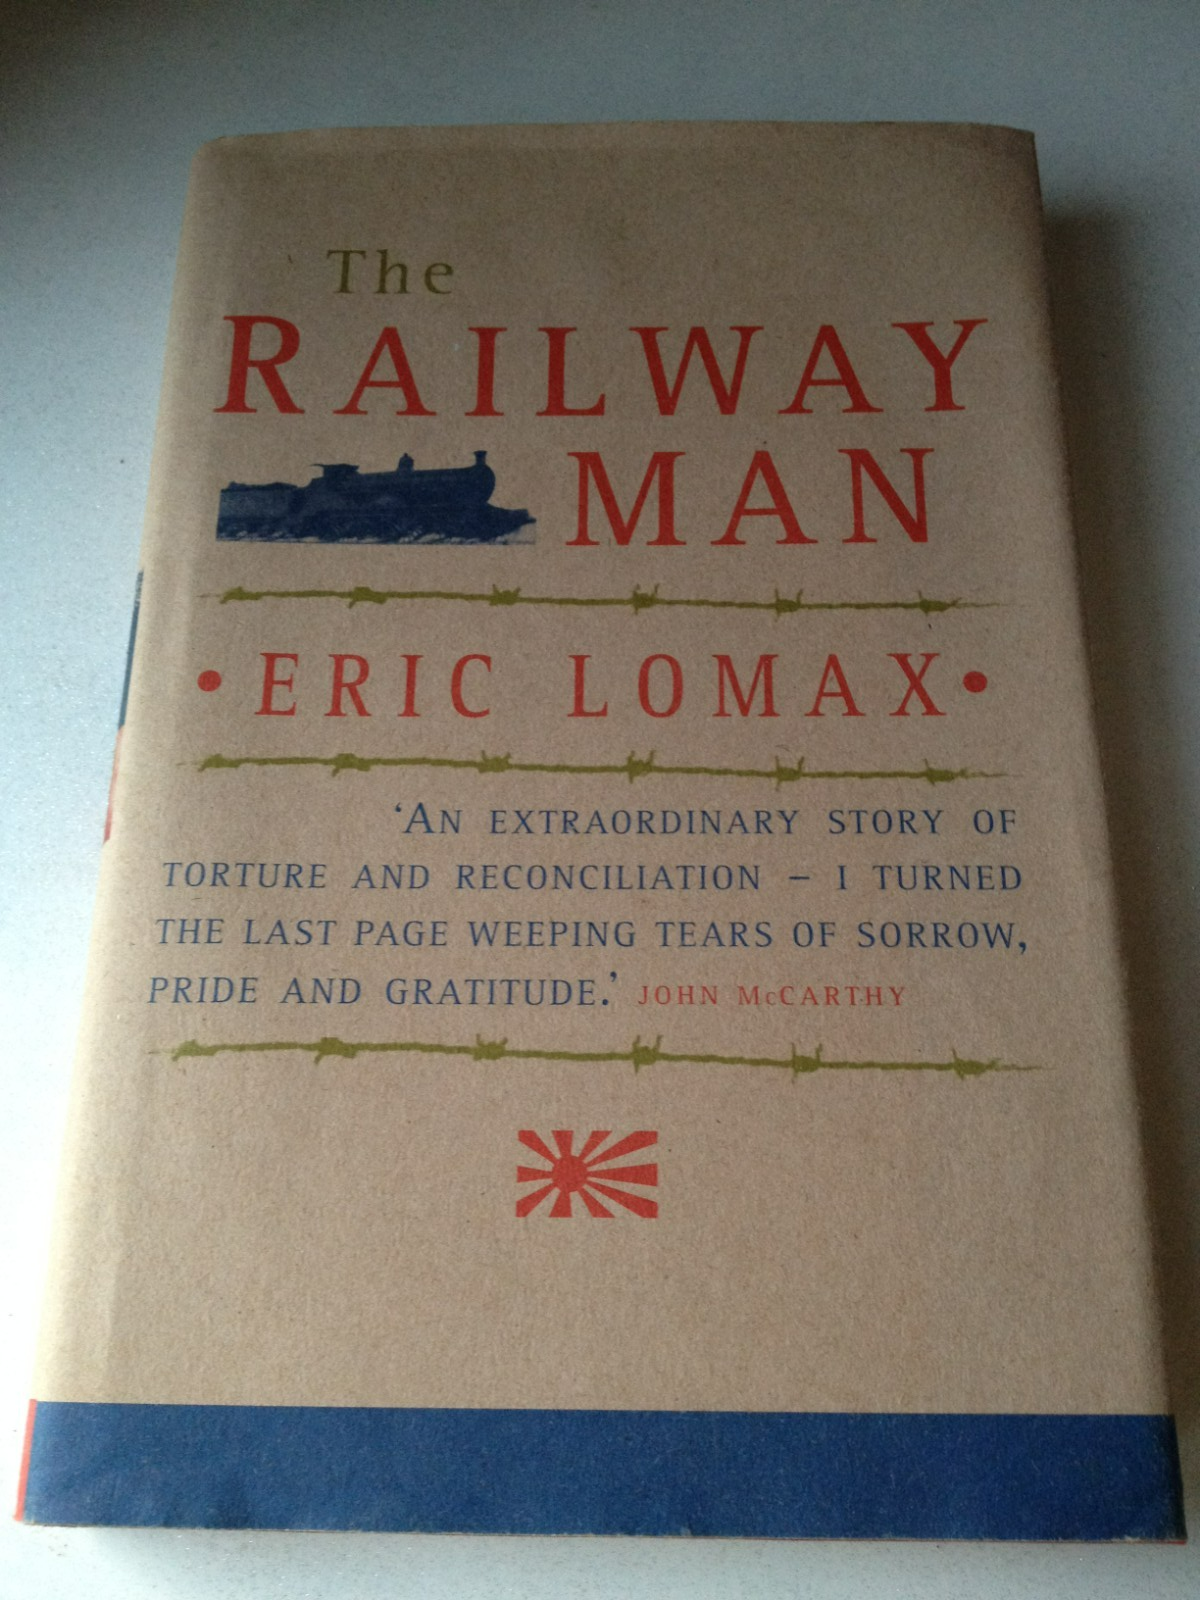 The
RAILWAY
MAN
• ERIC LOMAX •
‘AN EXTRAORDINARY STORY OF
TORTURE AND RECONCILIATION – I TURNED
THE LAST PAGE WEEPING TEARS OF SORROW,
PRIDE AND GRATITUDE.’ JOHN McCARTHY